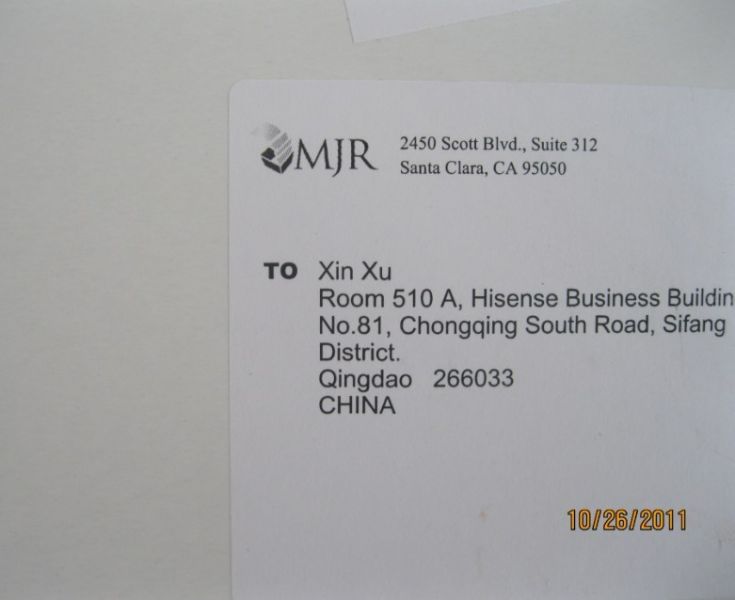 MJR
2450 Scott Blvd., Suite 312
Santa Clara, CA 95050
TO Xin Xu
Room 510 A, Hisense Business Buildin
No.81, Chongqing South Road, Sifang
District.
Qingdao 266033
CHINA
10/26/2011